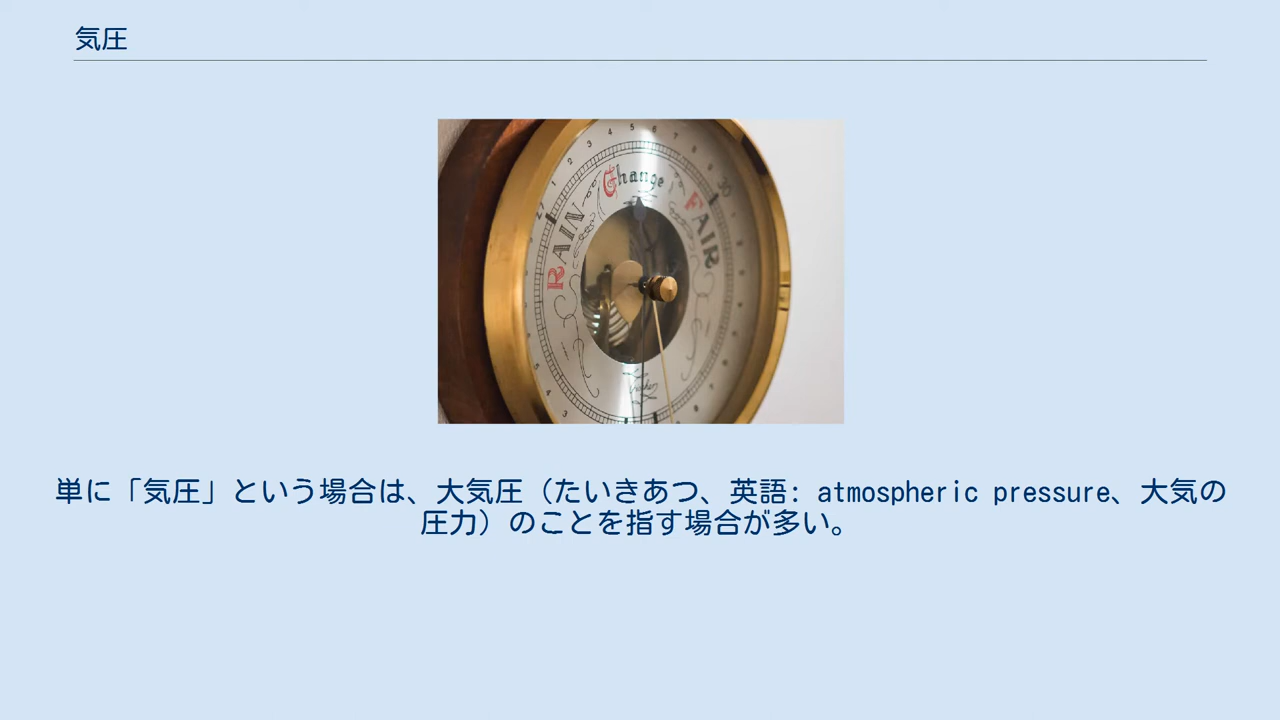 気圧
Change
RAIN
FAIR
単に「気圧」という場合は、大気圧（たいきあつ、英語: atmospheric pressure、大気の
圧力）のことを指す場合が多い。